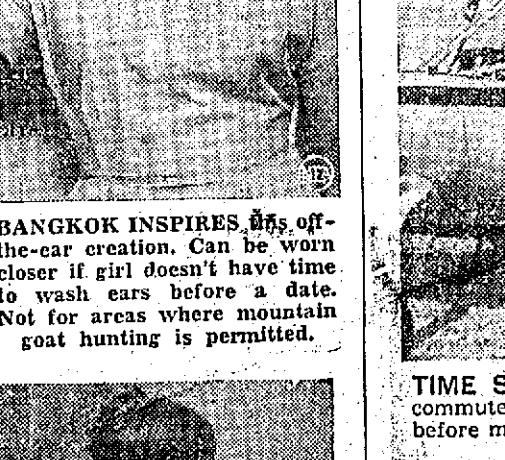 BANGKOK INSPIRES this off-
the-ear creation. Can be worn
closer if girl doesn't have time
to wash ears before a date.
Not for areas where mountain
goat hunting is permitted.
TIME S
commute
before m